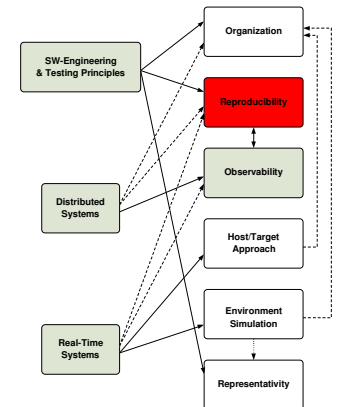 Organization
SW-Engineering
& Testing Principles
Reproducibility
Observability
Distributed
Systems
Host/Target
Approach
Environment
Simulation
Real-Time
Systems
Representativity